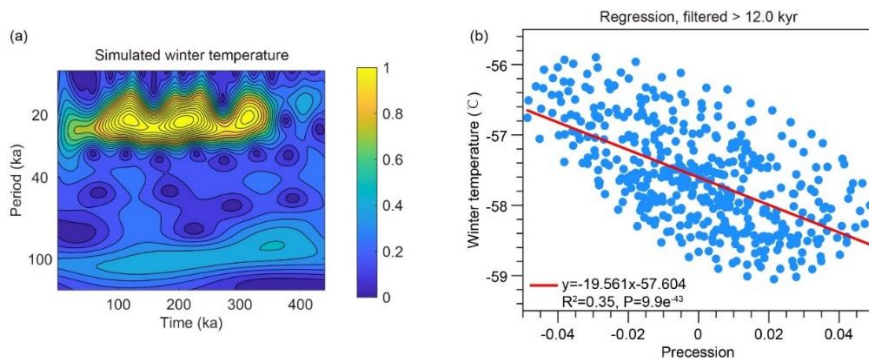 (a)
Simulated winter temperature
Period (ka)
20
40
100
100 200 300 400
Time (ka)
1
0.8
0.6
0.4
0.2
0
(b)
Regression, filtered > 12.0 kyr
Winter temperature (℃)
-56
-57
-58
-59
y=-19.561x-57.604
R²=0.35, P=9.9e⁻⁴³
-0.04 -0.02 0 0.02 0.04
Precession